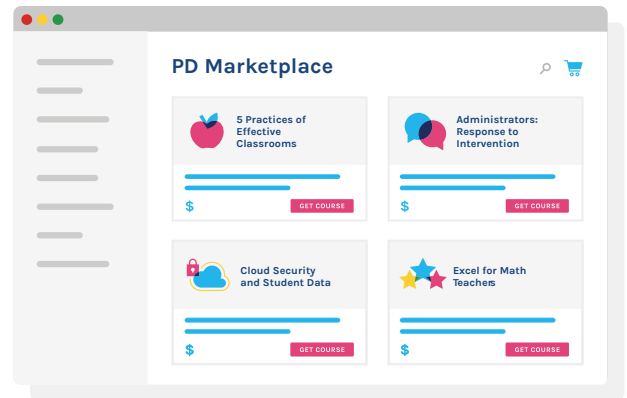 PD Marketplace
5 Practices of
Effective
Classrooms
$
GET COURSE
Administrators:
Response to
Intervention
$
GET COURSE
Cloud Security
and Student Data
$
GET COURSE
Excel for Math
Teachers
$
GET COURSE